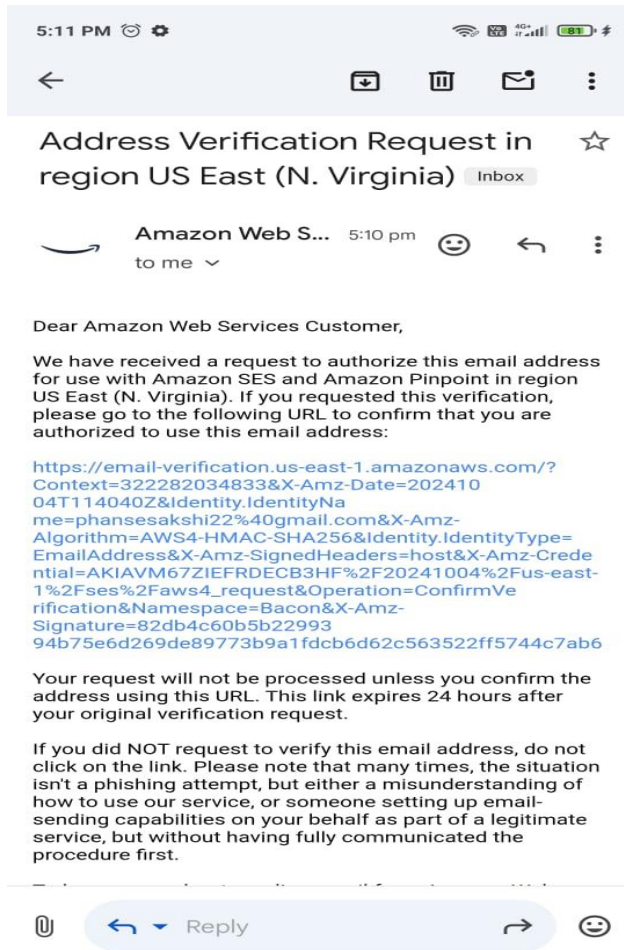 5:11 PM
4G+
81
Address Verification Request in
region US East (N. Virginia) Inbox
Amazon Web S... 5:10 pm
to me
Dear Amazon Web Services Customer,
We have received a request to authorize this email address
for use with Amazon SES and Amazon Pinpoint in region
US East (N. Virginia). If you requested this verification,
please go to the following URL to confirm that you are
authorized to use this email address:
https://email-verification.us-east-1.amazonaws.com/?
Context=322282034833&X-Amz-Date=202410
04T114040Z&Identity.IdentityNa
me=phansesakshi22%40gmail.com&X-Amz-
Algorithm=AWS4-HMAC-SHA256&Identity.IdentityType=
EmailAddress&X-Amz-SignedHeaders=host&X-Amz-Crede
ntial=AKIAVM67ZIEFRDECB3HF%2F20241004%2Fus-east-
1%2Fses%2Faws4_request&Operation=ConfirmVe
rification&Namespace=Bacon&X-Amz-
Signature=82db4c60b5b22993
94b75e6d269de89773b9a1fdcb6d62c563522ff5744c7ab6
Your request will not be processed unless you confirm the
address using this URL. This link expires 24 hours after
your original verification request.
If you did NOT request to verify this email address, do not
click on the link. Please note that many times, the situation
isn't a phishing attempt, but either a misunderstanding of
how to use our service, or someone setting up email-
sending capabilities on your behalf as part of a legitimate
service, but without having fully communicated the
procedure first.
Reply